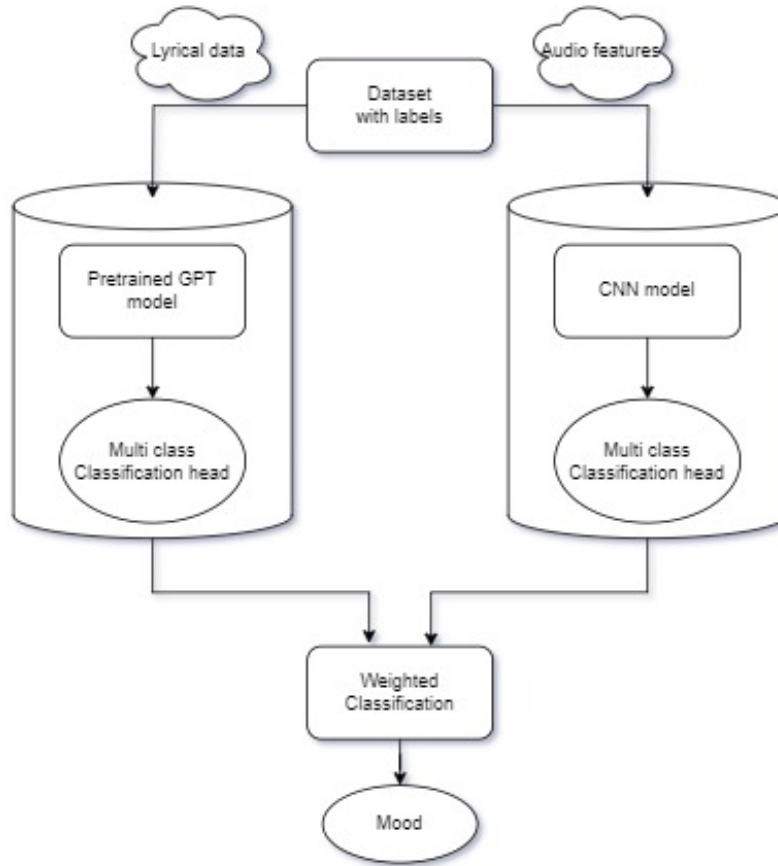 Lyrical data
Audio features
Dataset
with labels
Pretrained GPT
model
CNN model
Multi class
Classification head
Multi class
Classification head
Weighted
Classification
Mood